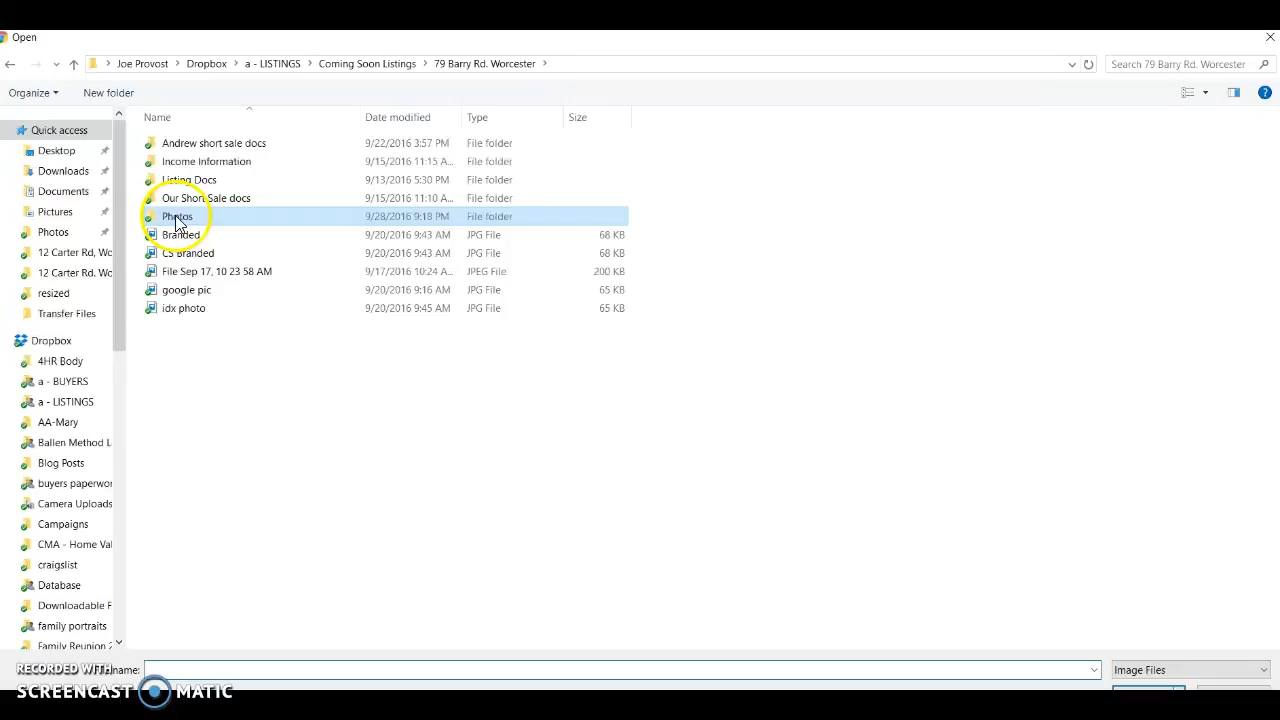 Open
Joe Provost > Dropbox > a - LISTINGS > Coming Soon Listings > 79 Barry Rd. Worcester >
Search 79 Barry Rd. Worcester
Organize
New folder
Name Date modified Type Size
Quick access
Desktop
Downloads
Documents
Pictures
Photos
12 Carter Rd, Wo
12 Carter Rd. Wo
resized
Transfer Files
Dropbox
4HR Body
a - BUYERS
a - LISTINGS
AA-Mary
Ballen Method L
Blog Posts
buyers paperwo
Camera Uploads
Campaigns
CMA - Home Val
craigslist
Database
Downloadable F
family portraits
Family Reunion 2
Andrew short sale docs 9/22/2016 3:57 PM File folder
Income Information 9/15/2016 11:15 A... File folder
Listing Docs 9/13/2016 5:30 PM File folder
Our Short Sale docs 9/15/2016 11:10 A... File folder
Photos 9/28/2016 9:18 PM File folder
Branded 9/20/2016 9:43 AM JPG File 68 KB
CS Branded 9/20/2016 9:43 AM JPG File 68 KB
File Sep 17, 10 23 58 AM 9/17/2016 10:24 A... JPEG File 200 KB
google pic 9/20/2016 9:16 AM JPG File 65 KB
idx photo 9/20/2016 9:45 AM JPG File 65 KB
name:
Image Files
RECORDED WITH
SCREENCAST MATIC